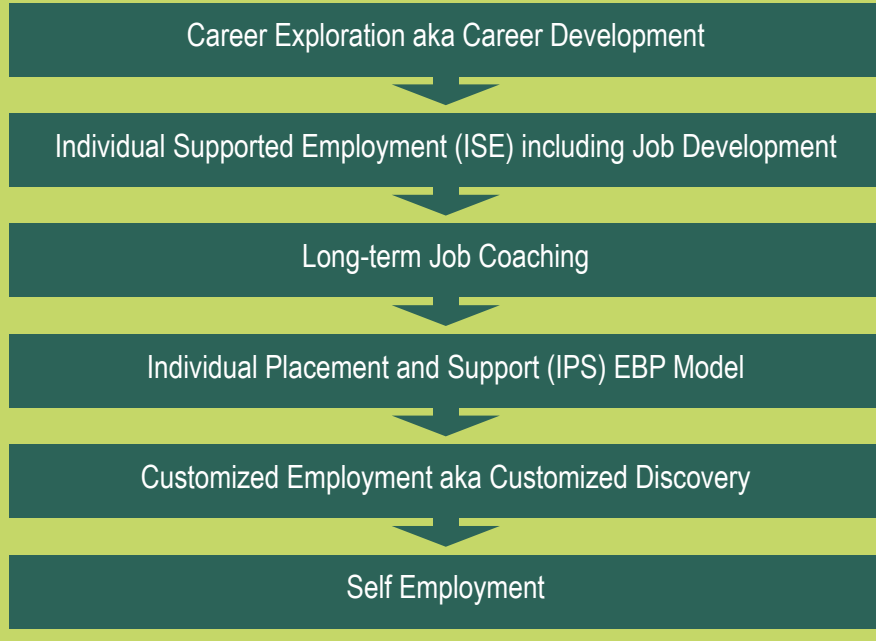 Career Exploration aka Career Development
Individual Supported Employment (ISE) including Job Development
Long-term Job Coaching
Individual Placement and Support (IPS) EBP Model
Customized Employment aka Customized Discovery
Self Employment